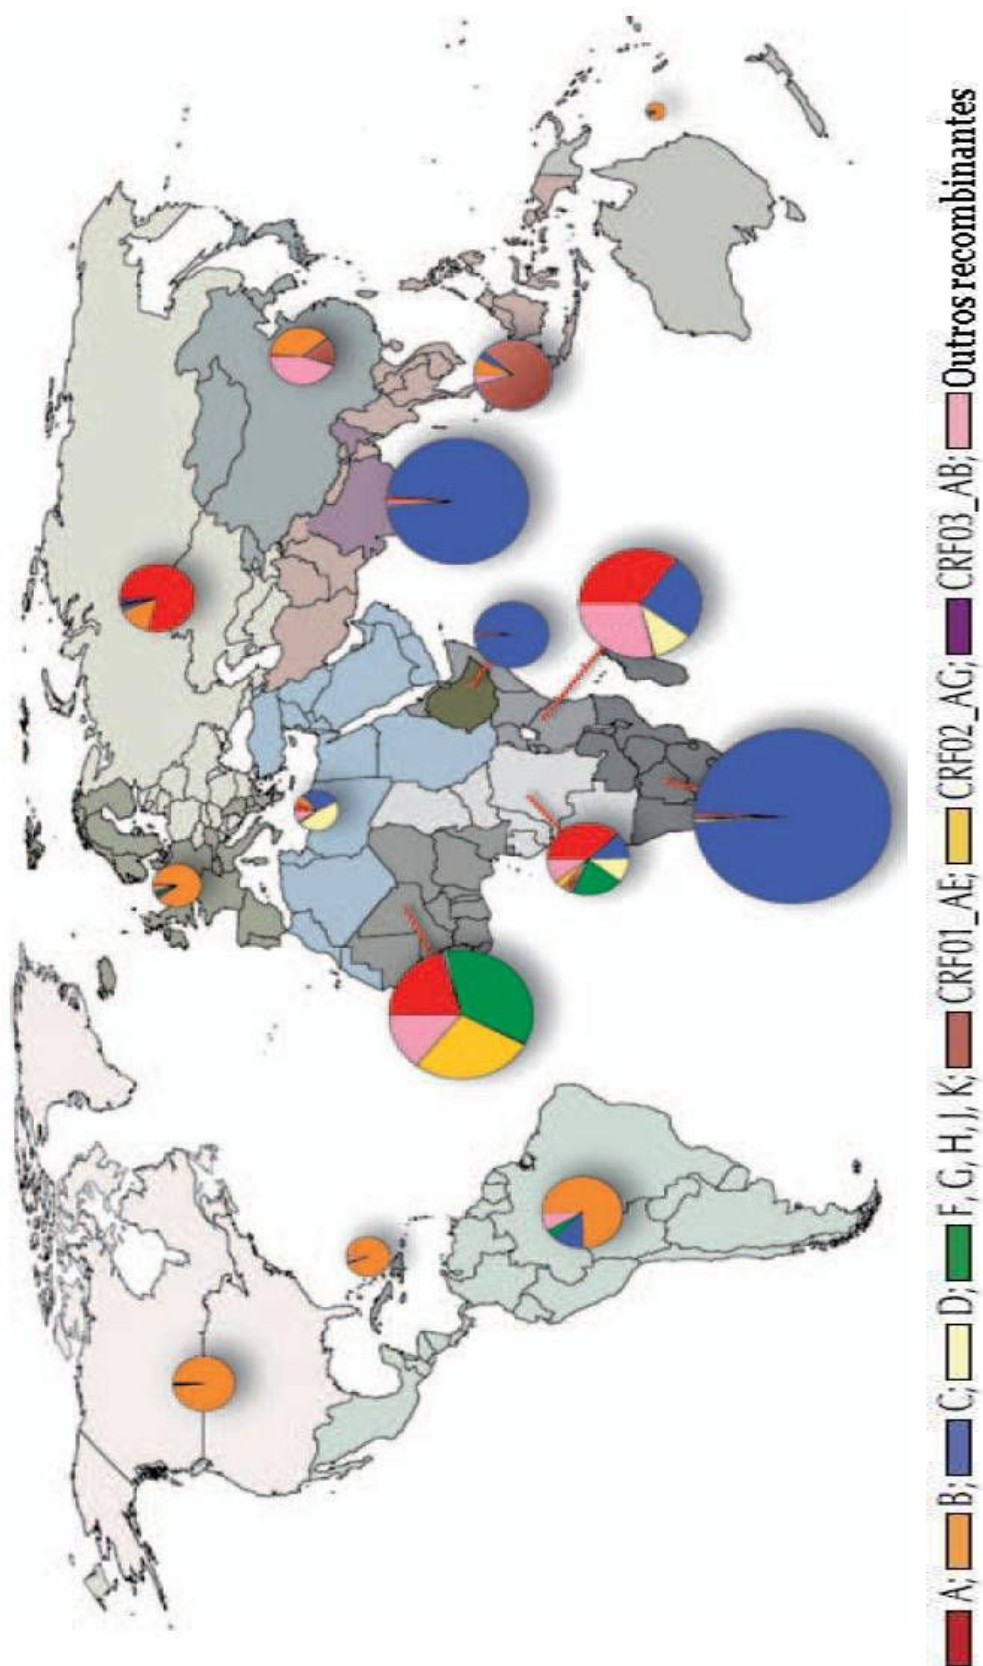 A; B; C; D; F, G, H, J, K; CRF01_AE; CRF02_AG; CRF03_AB; Outros recombinantes